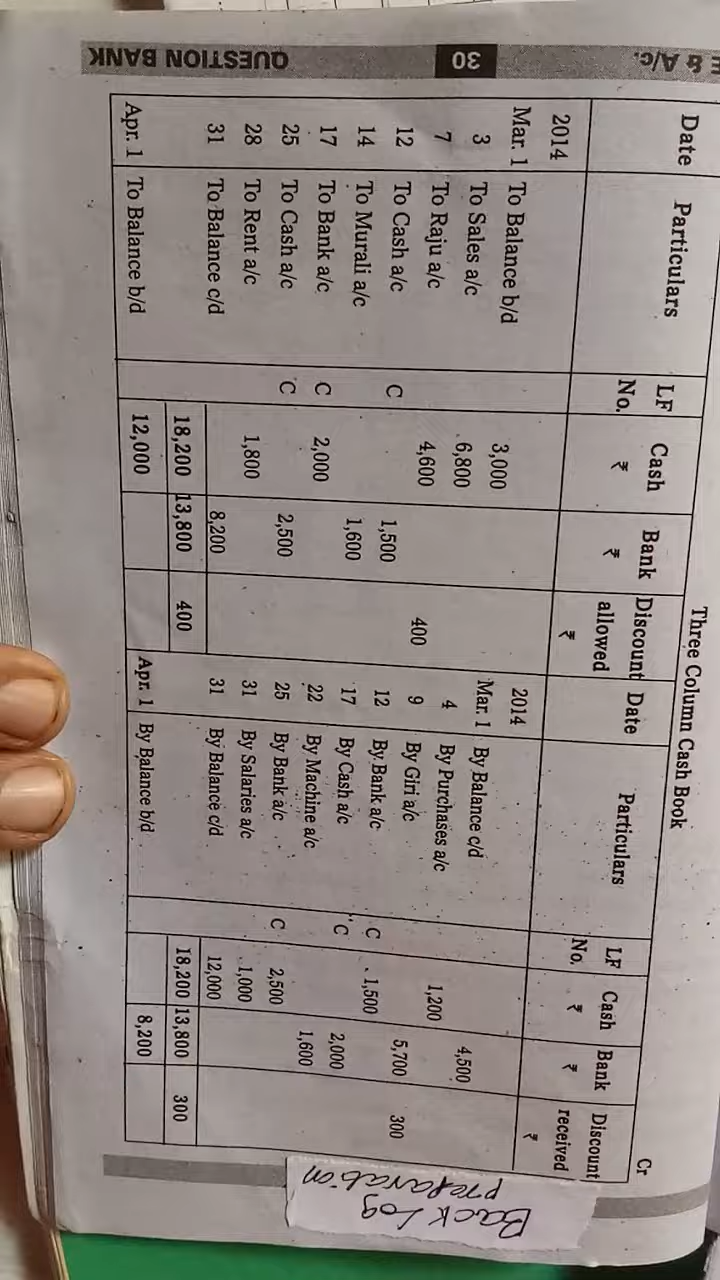 E & A/c. 30 QUESTION BANK
Three Column Cash Book
Cr
Date Particulars LF No. Cash ₹ Bank ₹ Discount allowed ₹ Date Particulars LF No. Cash ₹ Bank ₹ Discount received ₹
2014 2014
Mar. 1 To Balance b/d 3,000 Mar. 1 By Balance c/d 4,500
3 To Sales a/c 6,800 4 By Purchases a/c 1,200
7 To Raju a/c 4,600 400 9 By Giri a/c 5,700 300
12 To Cash a/c C 1,500 12 By Bank a/c C 1,500
14 To Murali a/c 1,600 17 By Cash a/c C 2,000
17 To Bank a/c C 2,000 22 By Machine a/c 1,600
25 To Cash a/c C 2,500 25 By Bank a/c C 2,500
28 To Rent a/c 1,800 31 By Salaries a/c 1,000
31 To Balance c/d 8,200 31 By Balance c/d 12,000
18,200 13,800 400 18,200 13,800 300
Apr. 1 To Balance b/d 12,000 Apr. 1 By Balance b/d 8,200
Back Log
preparation